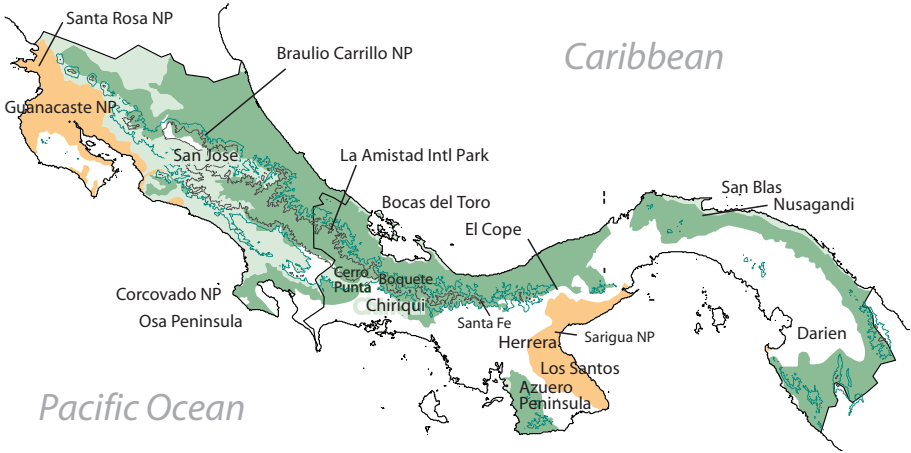 Santa Rosa NP
Caribbean
Braulio Carrillo NP
Guanacaste NP
San Jose
La Amistad Intl Park
San Blas
Bocas del Toro
Nusagandi
El Cope
Cerro
Punta
Boquete
Corcovado NP
Chiriqui
Osa Peninsula
Santa Fe
Sarigua NP
Darien
Herrera
Los Santos
Azuero
Peninsula
Pacific Ocean